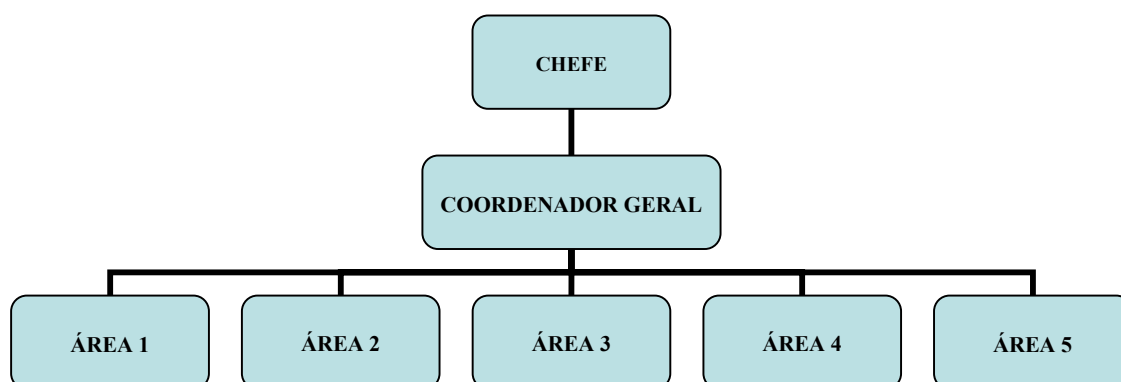 CHEFE
COORDENADOR GERAL
ÁREA 1
ÁREA 2
ÁREA 3
ÁREA 4
ÁREA 5